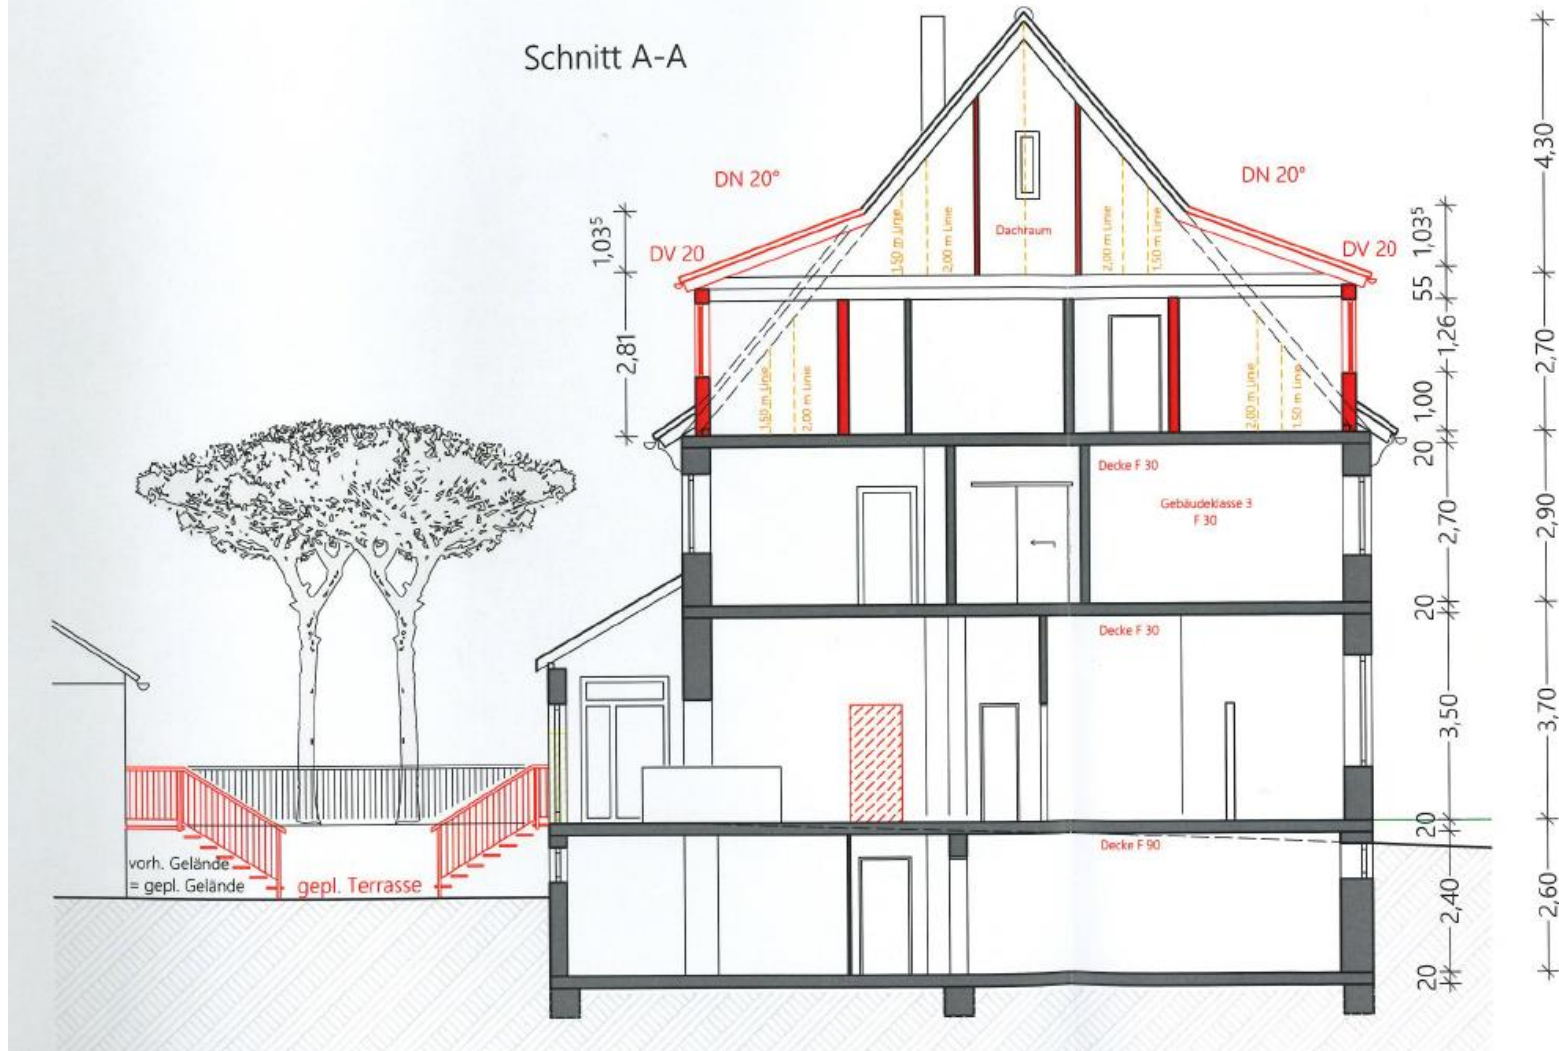 Schnitt A-A
DN 20°
DN 20°
DV 20
DV 20
Dachraum
1,50 m Linie
2,00 m Linie
2,00 m Linie
1,50 m Linie
1,50 m Linie
2,00 m Linie
2,00 m Linie
1,50 m Linie
1,03⁵
2,81
Decke F 30
Gebäudeklasse 3
F 30
Decke F 30
Decke F 90
vorh. Gelände
= gepl. Gelände
gepl. Terrasse
1,03⁵
55
1,26
1,00
20
2,70
20
3,50
20
2,40
20
4,30
2,70
2,90
3,70
2,60